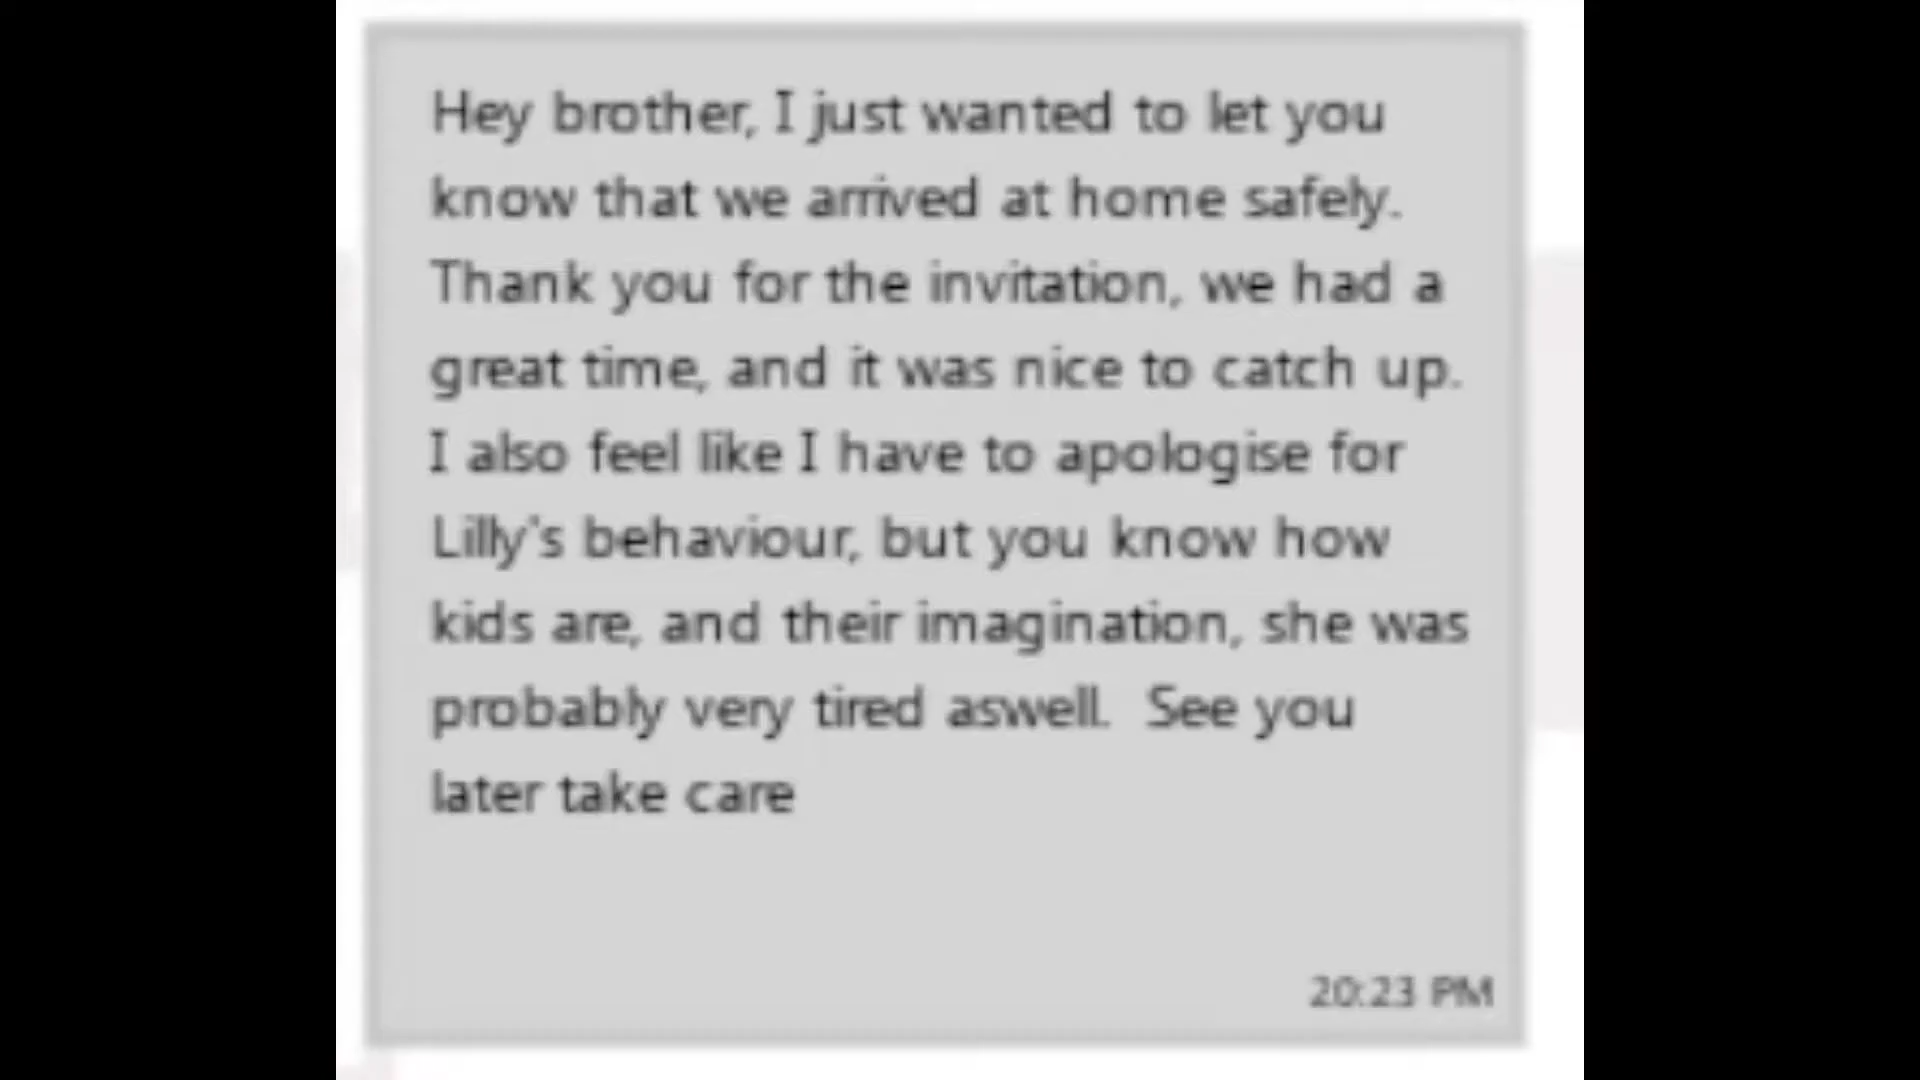 Hey brother, I just wanted to let you
know that we arrived at home safely.
Thank you for the invitation, we had a
great time, and it was nice to catch up.
I also feel like I have to apologise for
Lilly's behaviour, but you know how
kids are, and their imagination, she was
probably very tired aswell.  See you
later take care
20:23 PM